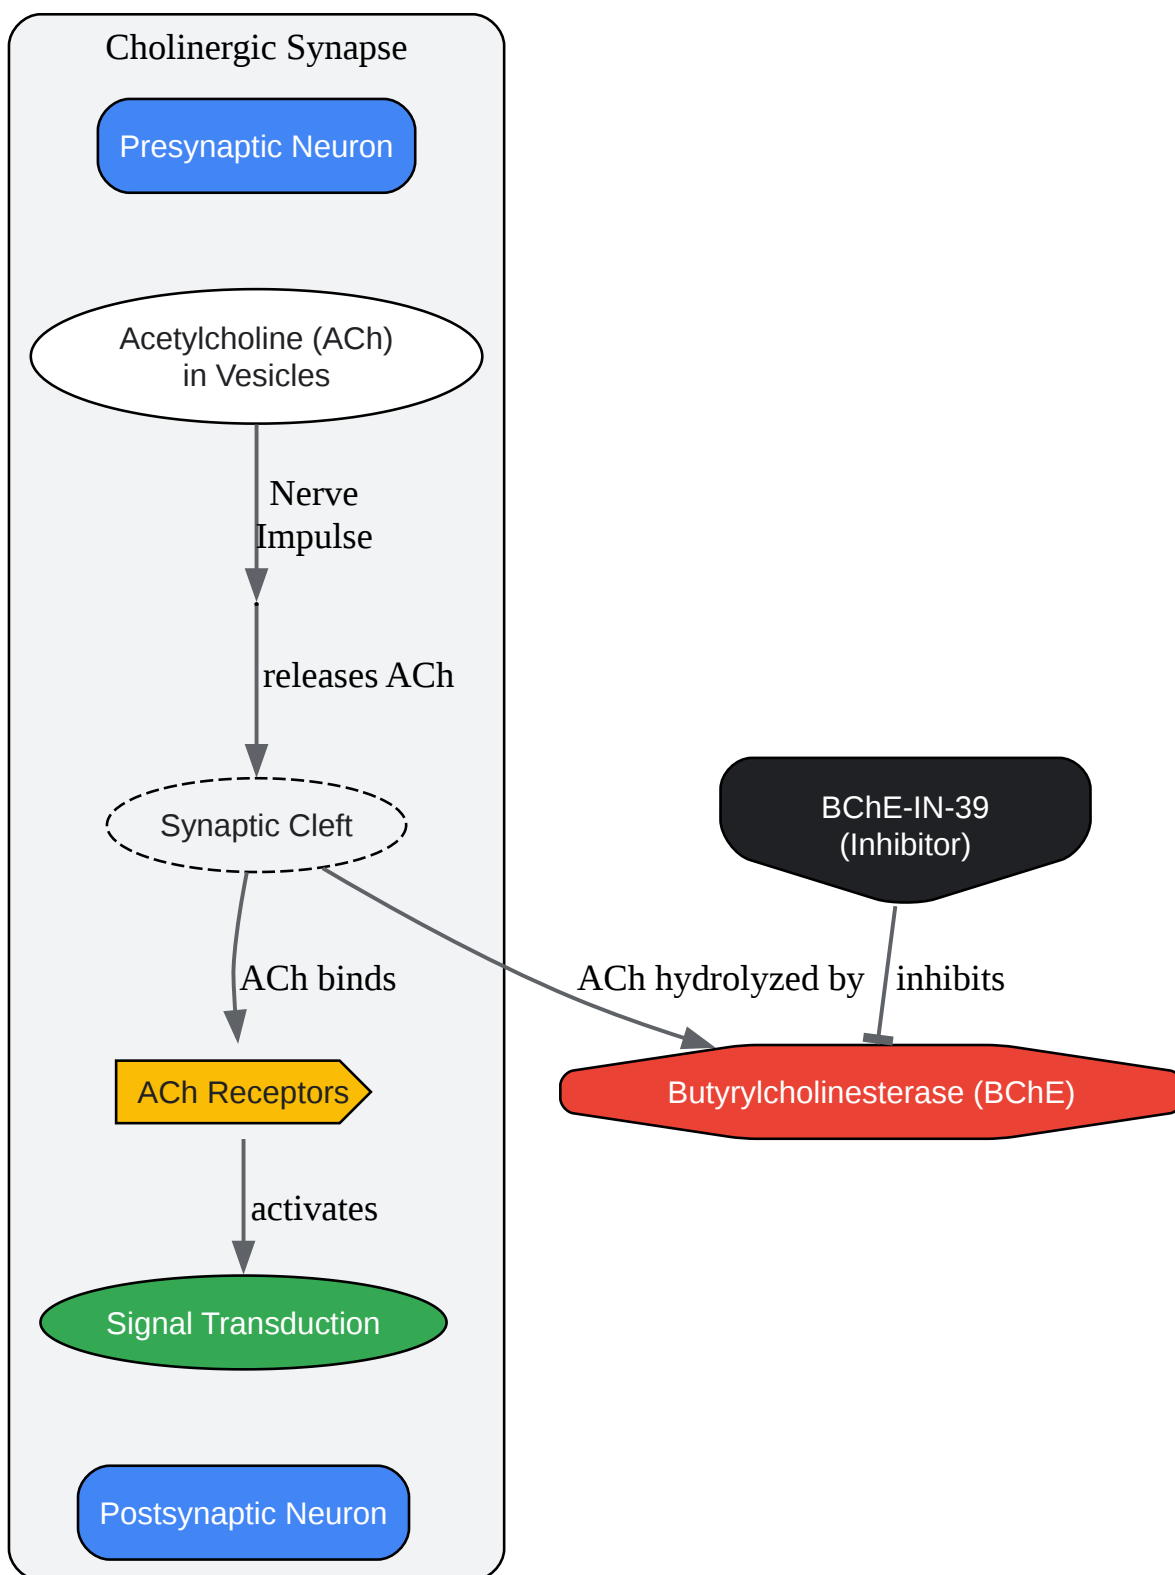 Cholinergic Synapse
Presynaptic Neuron
Acetylcholine (ACh)
in Vesicles
Nerve
Impulse
releases ACh
Synaptic Cleft
BChE-IN-39
(Inhibitor)
ACh binds
ACh hydrolyzed by
inhibits
ACh Receptors
Butyrylcholinesterase (BChE)
activates
Signal Transduction
Postsynaptic Neuron